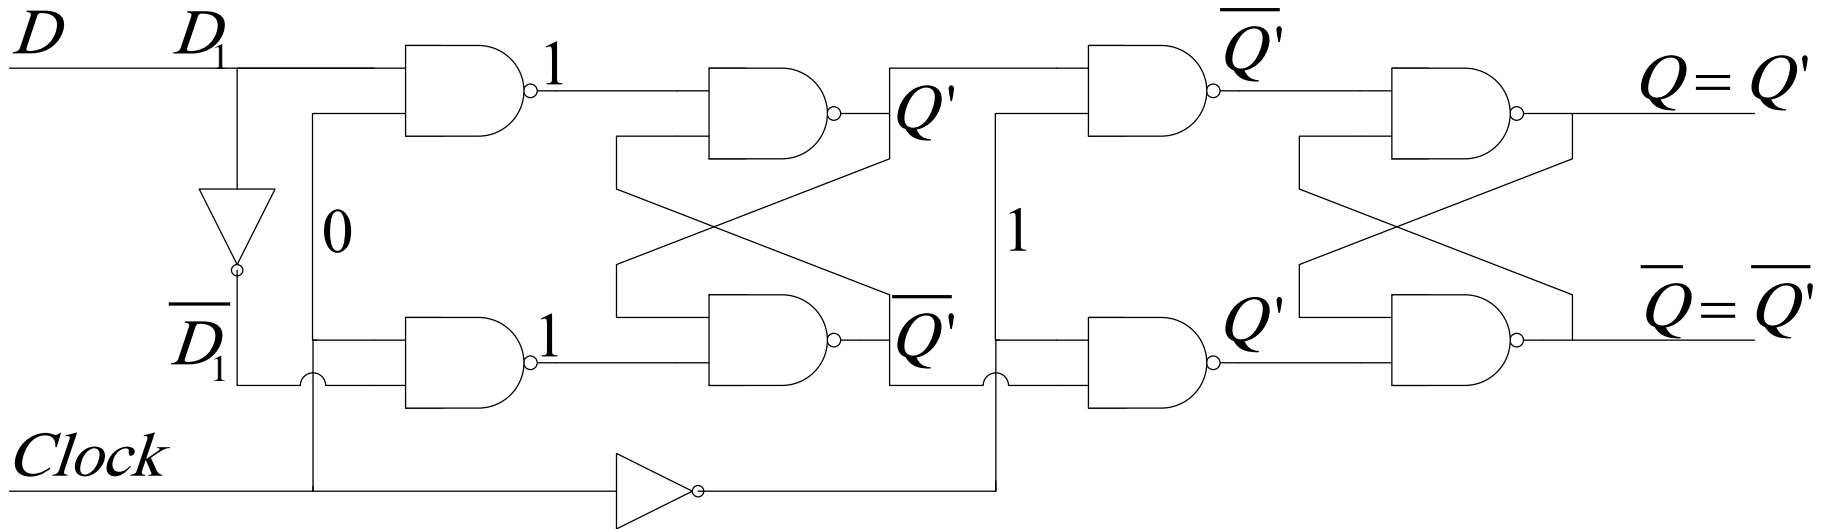 D D₁ 1 Q̅'̅ Q = Q'
Q'
0 1
D̅₁̅ 1 Q̅'̅ Q' Q̅ = Q̅'̅
Clock